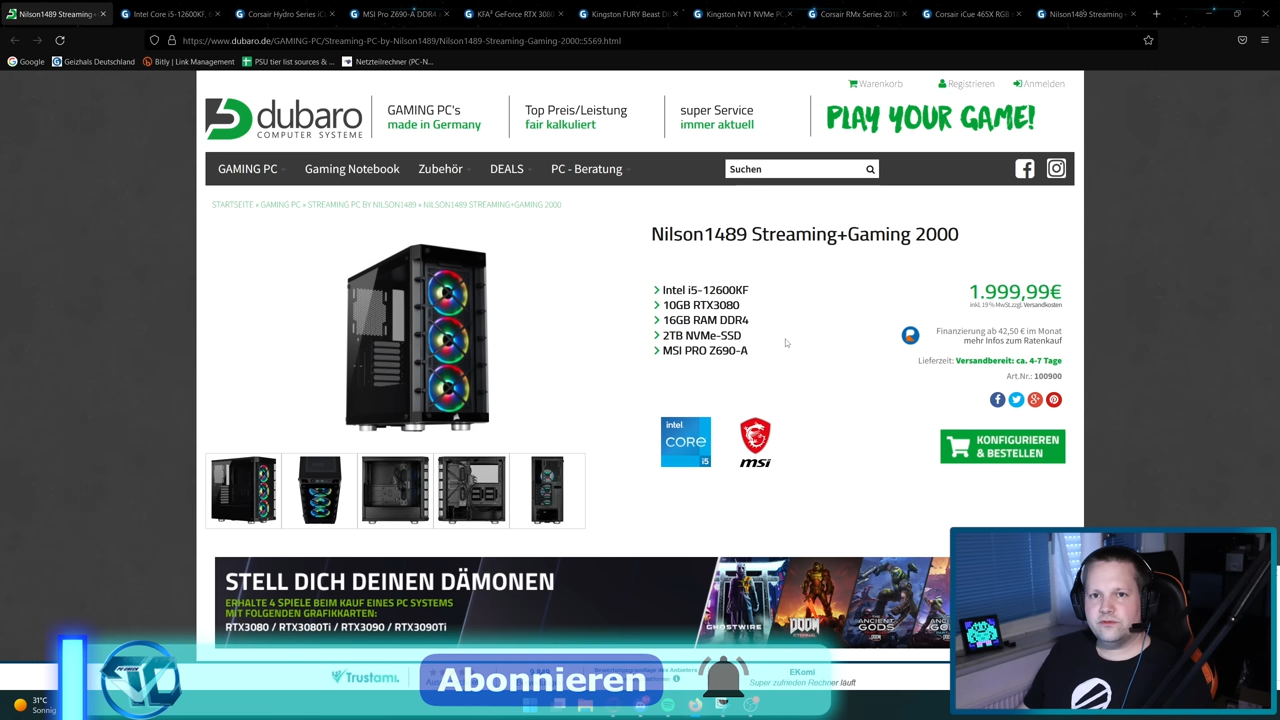 Nilson1489 Streaming-
Intel Core i5-12600KF, 6
Corsair Hydro Series iC
MSI Pro Z690-A DDR4
KFA² GeForce RTX 3080
Kingston FURY Beast D
Kingston NV1 NVMe PC
Corsair RMx Series 2018
Corsair iCue 465X RGB
Nilson1489 Streaming+
https://www.dubaro.de/GAMING-PC/Streaming-PC-by-Nilson1489/Nilson1489-Streaming-Gaming-2000::5569.html
Google
Geizhals Deutschland
Bitly | Link Management
PSU tier list sources & ...
Netzteilrechner (PC-N...
Warenkorb
Registrieren
Anmelden
dubaro
COMPUTER SYSTEME
GAMING PC's
made in Germany
Top Preis/Leistung
fair kalkuliert
super Service
immer aktuell
PLAY YOUR GAME!
GAMING PC
Gaming Notebook
Zubehör
DEALS
PC - Beratung
Suchen
STARTSEITE » GAMING PC » STREAMING PC BY NILSON1489 » NILSON1489 STREAMING+GAMING 2000
Nilson1489 Streaming+Gaming 2000
Intel i5-12600KF
10GB RTX3080
16GB RAM DDR4
2TB NVMe-SSD
MSI PRO Z690-A
1.999,99€
inkl. 19 % MwSt.zzgl. Versandkosten
Finanzierung ab 42,50 € im Monat
mehr Infos zum Ratenkauf
Lieferzeit: Versandbereit: ca. 4-7 Tage
Art.Nr.: 100900
intel
CORE
i5
msi
KONFIGURIEREN
& BESTELLEN
STELL DICH DEINEN DÄMONEN
ERHALTE 4 SPIELE BEIM KAUF EINES PC SYSTEMS
MIT FOLGENDEN GRAFIKKARTEN:
RTX3080 / RTX3080Ti / RTX3090 / RTX3090Ti
GHOSTWIRE
DOOM
ETERNAL
THE
ANCIENT
GODS
Trustami.
EKomi
Super zufrieden Rechner läuft
Abonnieren
31°C
Sonnig